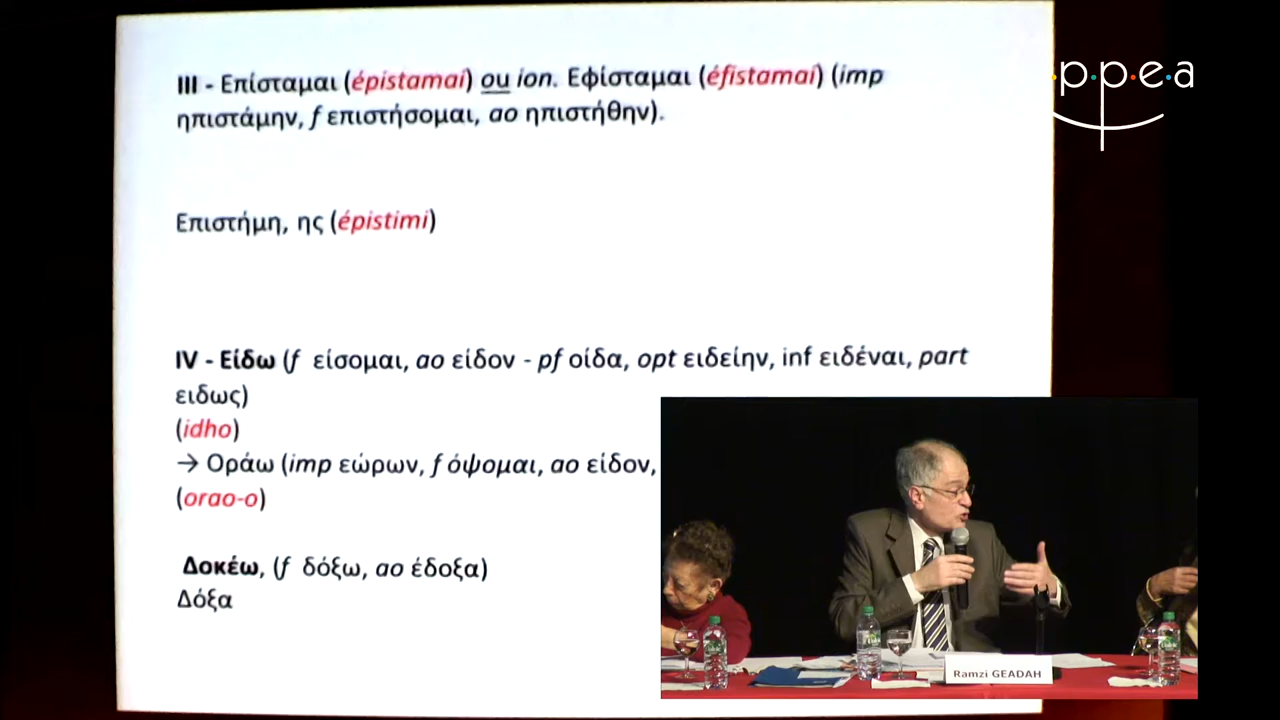 III - Επίσταμαι (épistamai) ou ion. Εφίσταμαι (éfistamai) (imp
ηπιστάμην, f επιστήσομαι, ao ηπιστήθην).
Επιστήμη, ης (épistimi)
IV - Είδω (f είσομαι, ao είδον - pf οίδα, opt ειδείην, inf ειδέναι, part
ειδως)
(idho)
→ Οράω (imp εώρων, f όψομαι, ao είδον,
(orao-o)
Δοκέω, (f δόξω, ao έδοξα)
Δόξα
ppea
Ramzi GEADAH